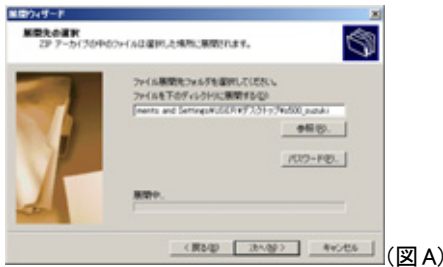 展開ウィザード
展開先の選択
ZIP アーカイブの中のファイルは選択した場所に展開されます。
ファイル展開先フォルダを選択してください。
ファイルを下のディレクトリに展開する(D)
ments and Settings¥USER¥デスクトップ¥s500_suzuki
参照(R)...
パスワード(P)...
展開中...
< 戻る(B)
次へ(N) >
キャンセル
(図 A)